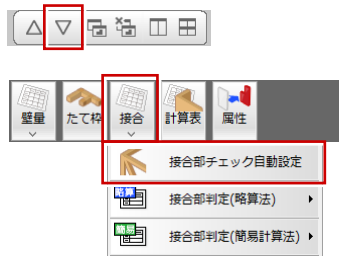 壁量 たて枠 接合 計算表 属性
接合部チェック自動設定
略算
接合部判定(略算法)
簡易
接合部判定(簡易計算法)